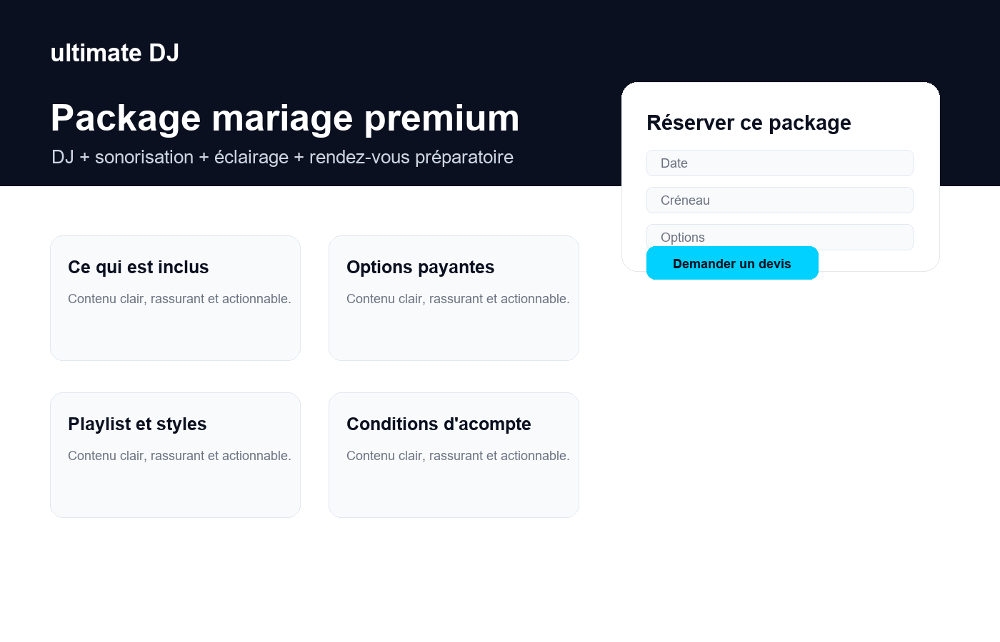 ultimate DJ
Package mariage premium
DJ + sonorisation + éclairage + rendez-vous préparatoire
Réserver ce package
Date
Créneau
Options
Demander un devis
Ce qui est inclus
Contenu clair, rassurant et actionnable.
Options payantes
Contenu clair, rassurant et actionnable.
Playlist et styles
Contenu clair, rassurant et actionnable.
Conditions d'acompte
Contenu clair, rassurant et actionnable.